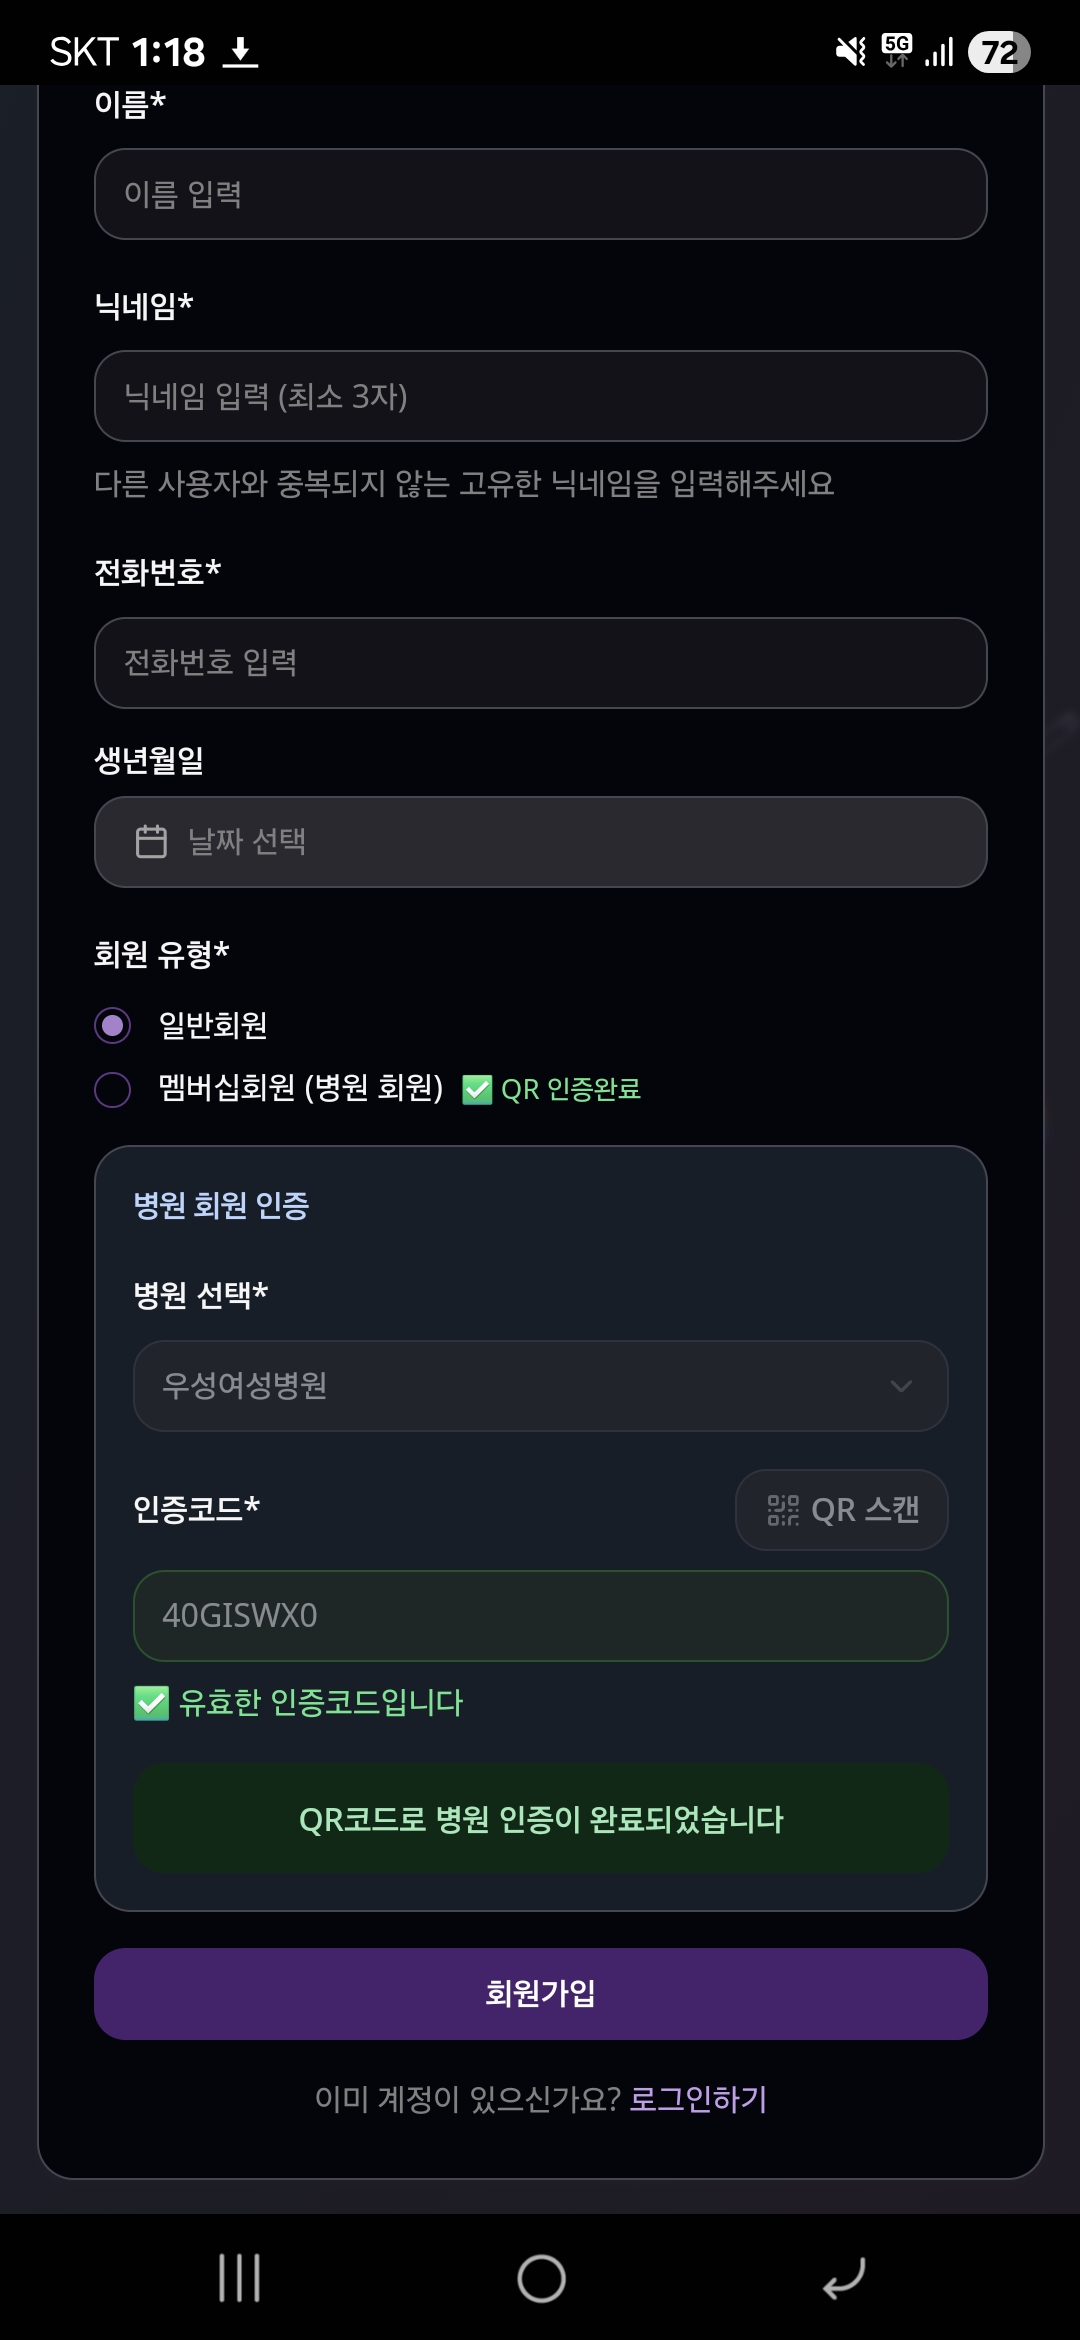 SKT 1:18
5G
72
이름*
이름 입력
닉네임*
닉네임 입력 (최소 3자)
다른 사용자와 중복되지 않는 고유한 닉네임을 입력해주세요
전화번호*
전화번호 입력
생년월일
날짜 선택
회원 유형*
일반회원
멤버십회원 (병원 회원) ✅ QR 인증완료
병원 회원 인증
병원 선택*
우성여성병원
인증코드*
QR 스캔
40GISWX0
✅ 유효한 인증코드입니다
QR코드로 병원 인증이 완료되었습니다
회원가입
이미 계정이 있으신가요? 로그인하기